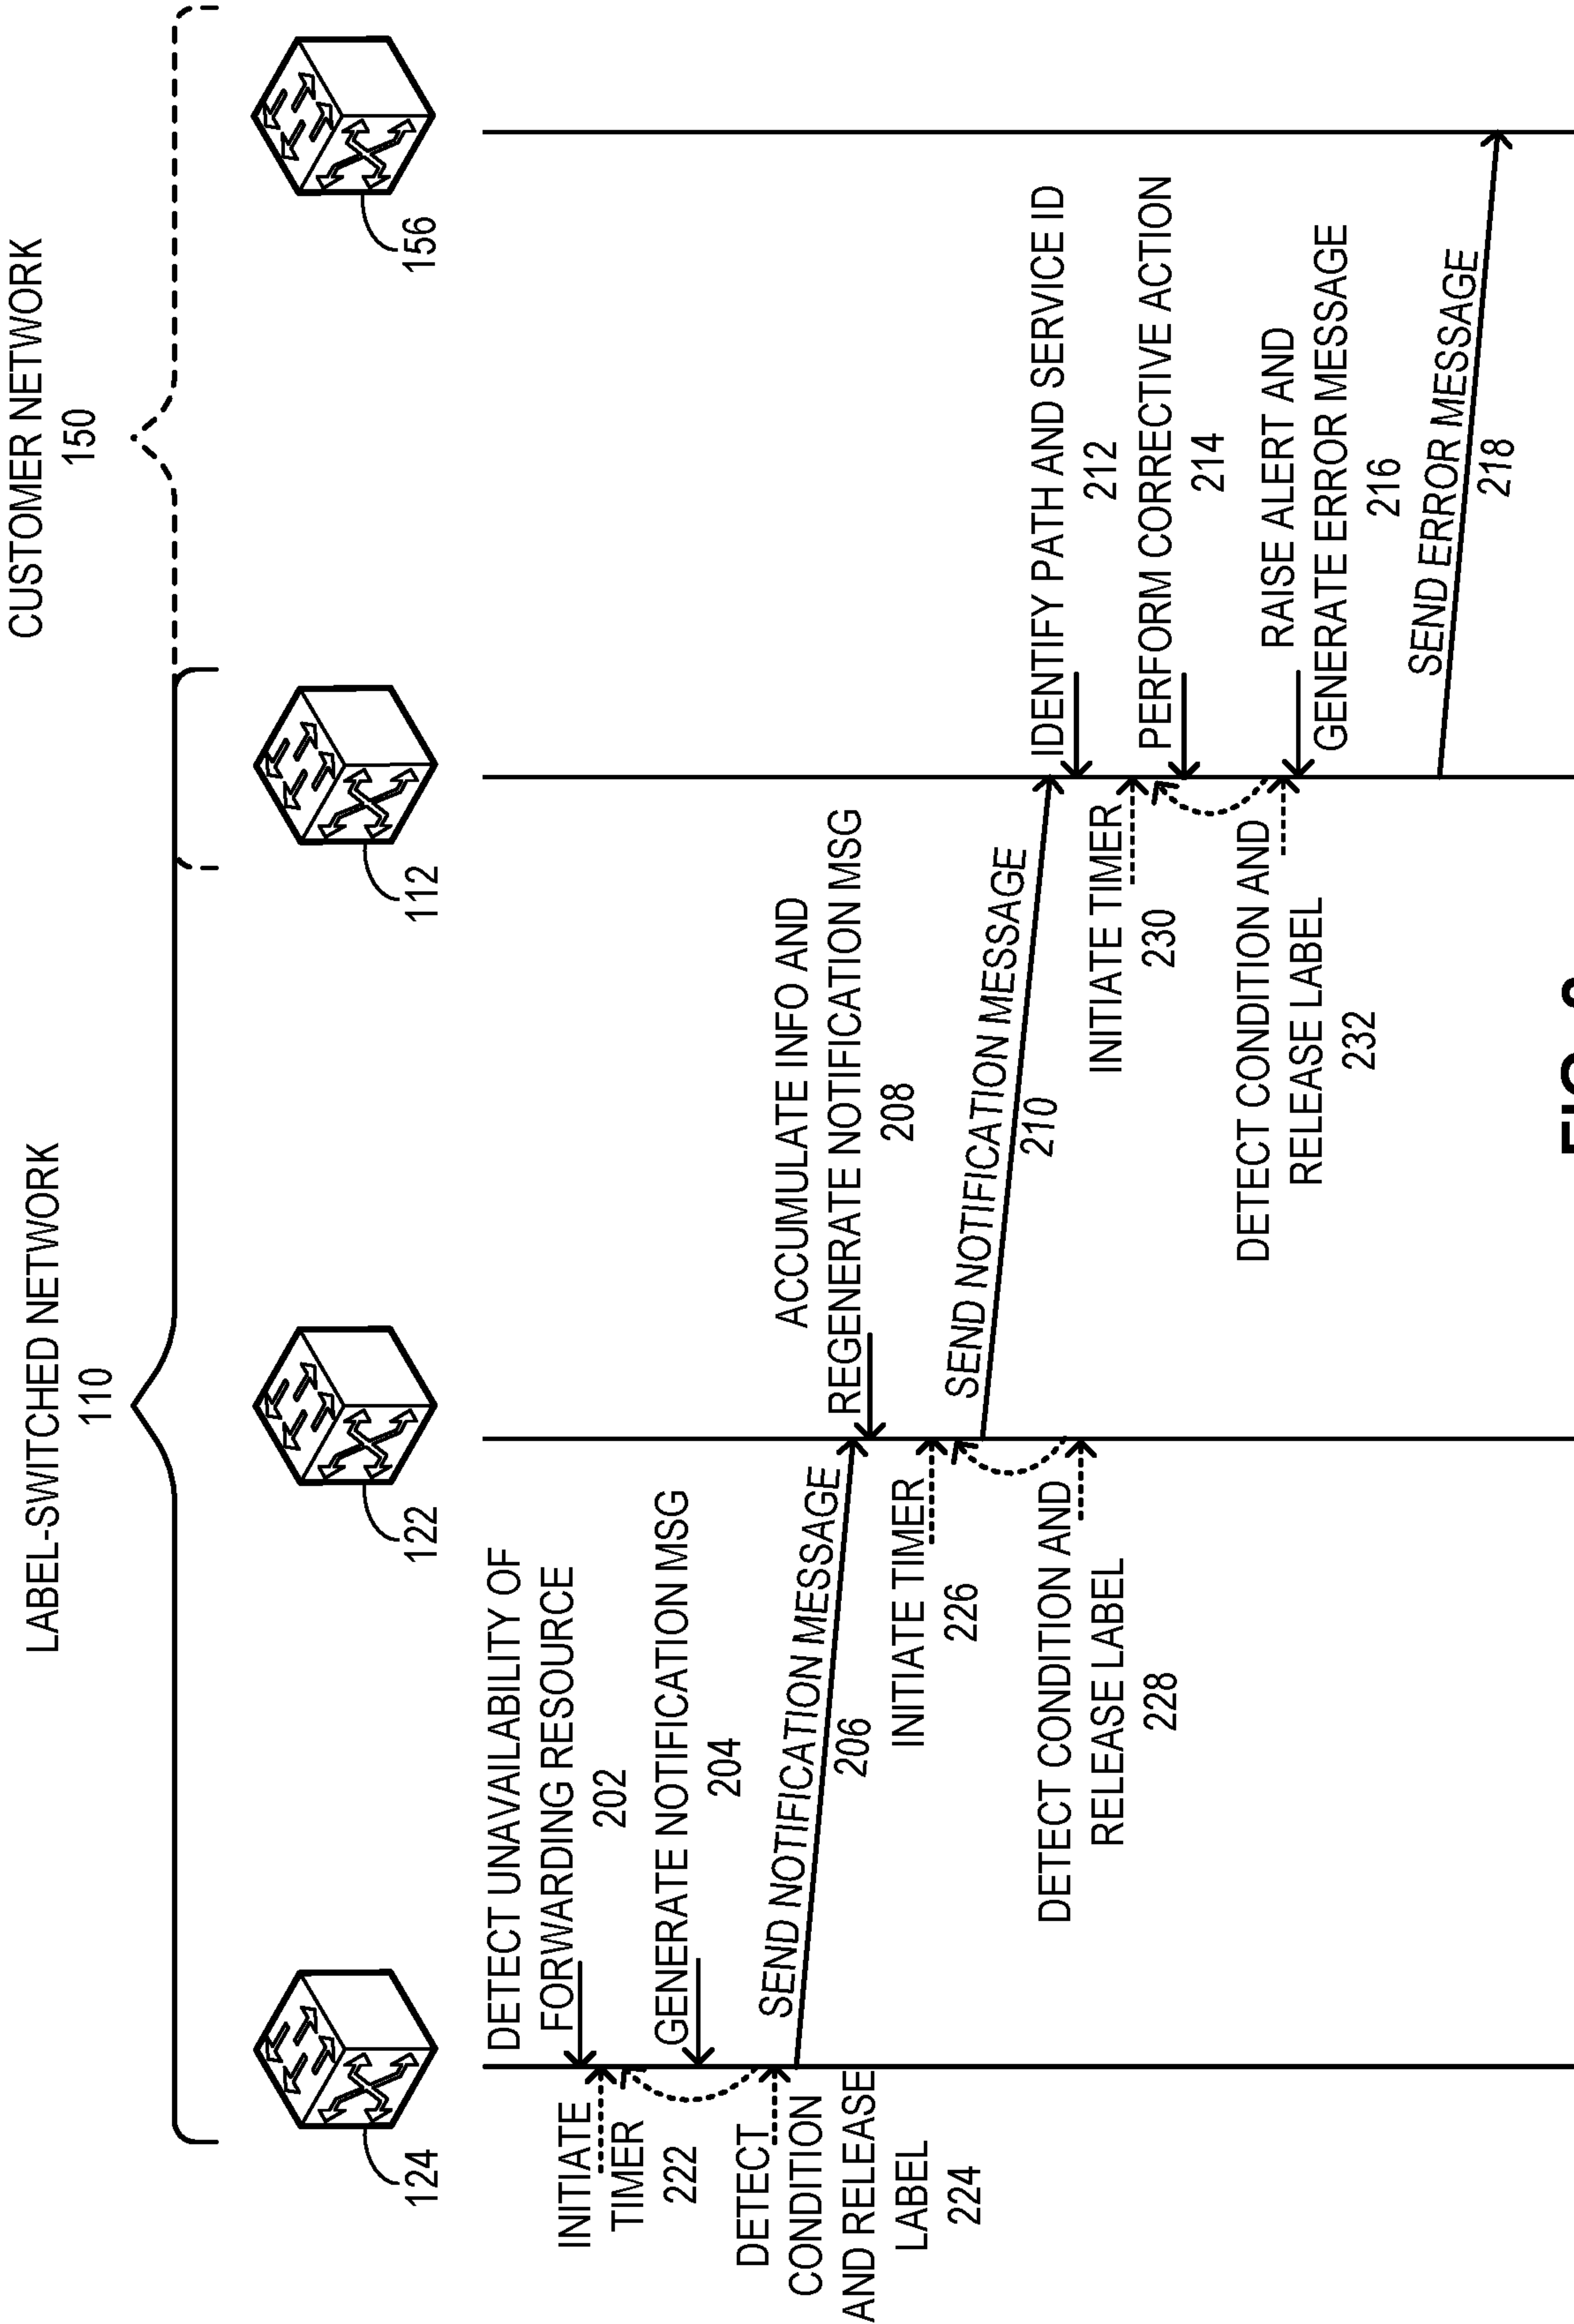 LABEL-SWITCHED NETWORK
110
CUSTOMER NETWORK
150
124
122
112
156
DETECT UNAVAILABILITY OF
FORWARDING RESOURCE
202
INITIATE
TIMER
222
GENERATE NOTIFICATION MSG
204
DETECT
CONDITION
AND RELEASE
LABEL
224
SEND NOTIFICATION MESSAGE
206
ACCUMULATE INFO AND
REGENERATE NOTIFICATION MSG
208
INITIATE TIMER
226
SEND NOTIFICATION MESSAGE
210
DETECT CONDITION AND
RELEASE LABEL
228
IDENTIFY PATH AND SERVICE ID
212
INITIATE TIMER
230
PERFORM CORRECTIVE ACTION
214
DETECT CONDITION AND
RELEASE LABEL
232
RAISE ALERT AND
GENERATE ERROR MESSAGE
216
SEND ERROR MESSAGE
218